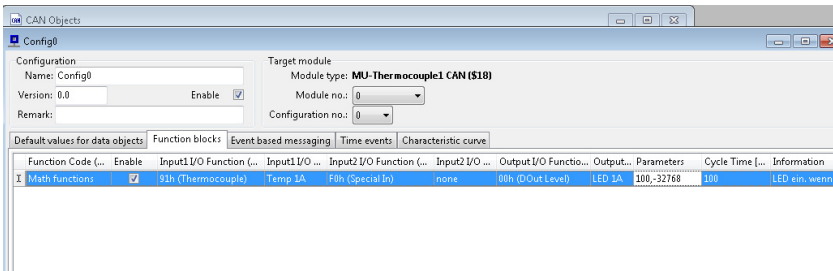 CAN CAN Objects
Config0
Configuration
Target module
Name: Config0
Module type: MU-Thermocouple1 CAN ($18)
Version: 0.0 Enable
Module no.: 0
Remark:
Configuration no.: 0
Default values for data objects Function blocks Event based messaging Time events Characteristic curve
Function Code (... Enable Input1 I/O Function (... Input1 I/O ... Input2 I/O Function (... Input2 I/O ... Output I/O Functio... Output... Parameters Cycle Time [... Information
I Math functions 91h (Thermocouple) Temp 1A F0h (Special In) none 00h (DOut Level) LED 1A 100,-32768 100 LED ein. wenn